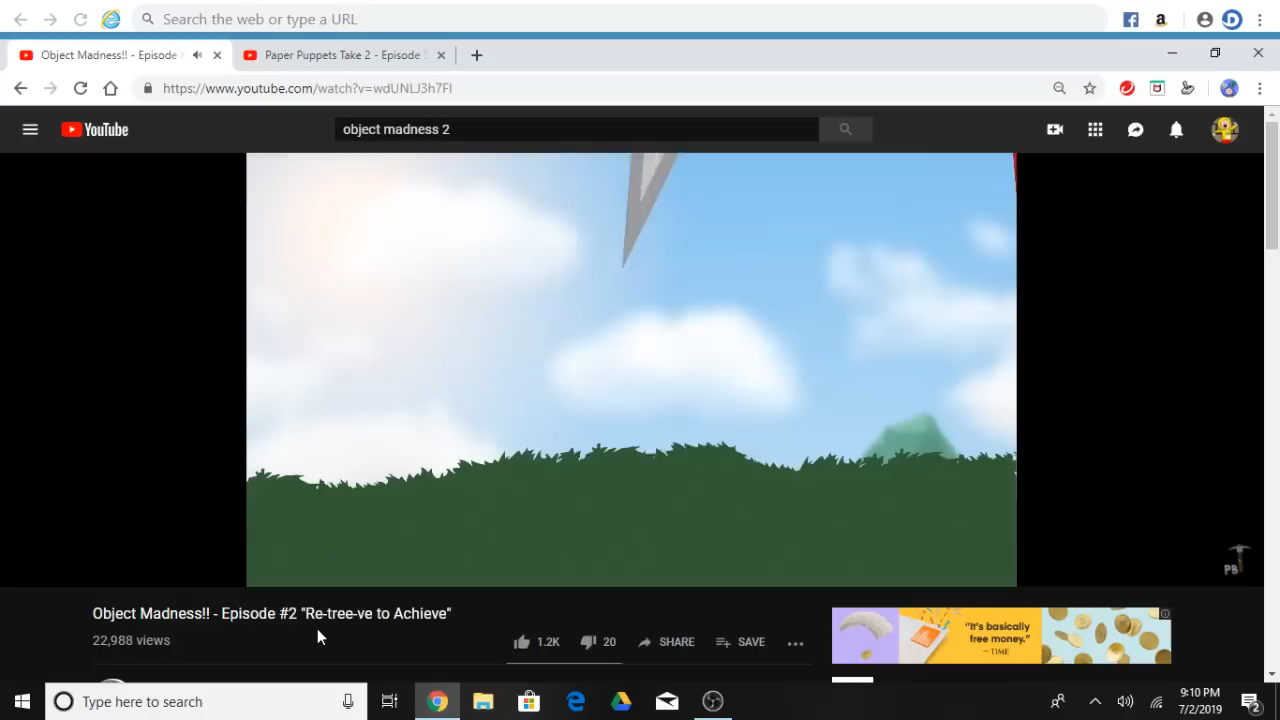 Search the web or type a URL
Object Madness!! - Episode
Paper Puppets Take 2 - Episode
https://www.youtube.com/watch?v=wdUNLJ3h7FI
YouTube
object madness 2
PB
Object Madness!! - Episode #2 "Re-tree-ve to Achieve"
22,988 views
1.2K
20
SHARE
SAVE
"It's basically
free money."
— TIME
Type here to search
9:10 PM
7/2/2019
2